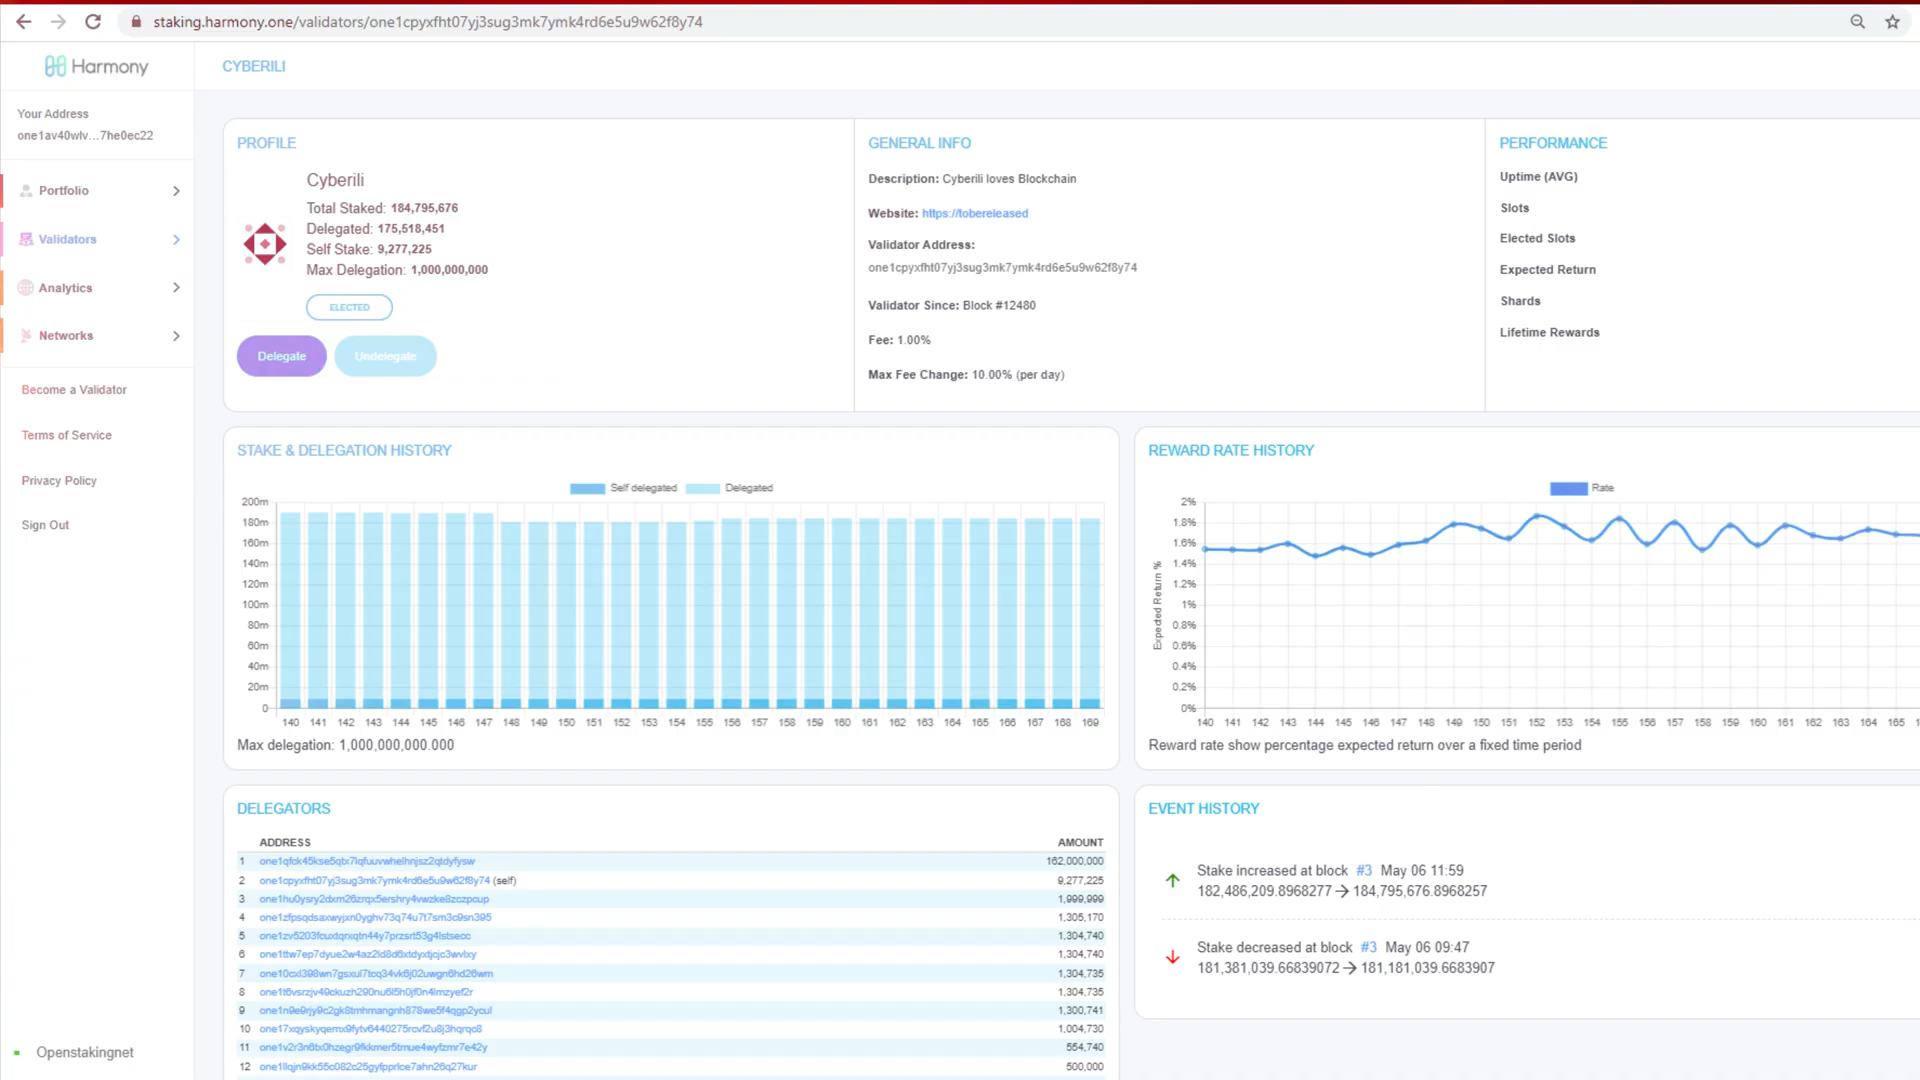 staking.harmony.one/validators/one1cpyxfht07yj3sug3mk7ymk4rd6e5u9w62f8y74
Harmony
CYBERILI
Your Address
one1av40wlv...7he0ec22
Portfolio
Validators
Analytics
Networks
Become a Validator
Terms of Service
Privacy Policy
Sign Out
Openstakingnet
PROFILE
Cyberili
Total Staked: 184,795,676
Delegated: 175,518,451
Self Stake: 9,277,225
Max Delegation: 1,000,000,000
ELECTED
Delegate
Undelegate
GENERAL INFO
Description: Cyberili loves Blockchain
Website: https://tobereleased
Validator Address:
one1cpyxfht07yj3sug3mk7ymk4rd6e5u9w62f8y74
Validator Since: Block #12480
Fee: 1.00%
Max Fee Change: 10.00% (per day)
PERFORMANCE
Uptime (AVG)
Slots
Elected Slots
Expected Return
Shards
Lifetime Rewards
STAKE & DELEGATION HISTORY
Self delegated Delegated
200m
180m
160m
140m
120m
100m
80m
60m
40m
20m
0
140 141 142 143 144 145 146 147 148 149 150 151 152 153 154 155 156 157 158 159 160 161 162 163 164 165 166 167 168 169
Max delegation: 1,000,000,000.000
REWARD RATE HISTORY
Rate
Expected Return %
2%
1.8%
1.6%
1.4%
1.2%
1%
0.8%
0.6%
0.4%
0.2%
0%
140 141 142 143 144 145 146 147 148 149 150 151 152 153 154 155 156 157 158 159 160 161 162 163 164 165
Reward rate show percentage expected return over a fixed time period
DELEGATORS
ADDRESS AMOUNT
1 162,000,000
2 one1cpyxfht07yj3sug3mk7ymk4rd6e5u9w62f8y74 (self) 9,277,225
3 1,999,999
4 1,305,170
5 1,304,740
6 1,304,740
7 1,304,735
8 1,304,735
9 1,300,741
10 1,004,730
11 554,740
12 500,000
EVENT HISTORY
Stake increased at block #3 May 06 11:59
182,486,209.8968277 → 184,795,676.8968257
Stake decreased at block #3 May 06 09:47
181,381,039.66839072 → 181,181,039.6683907